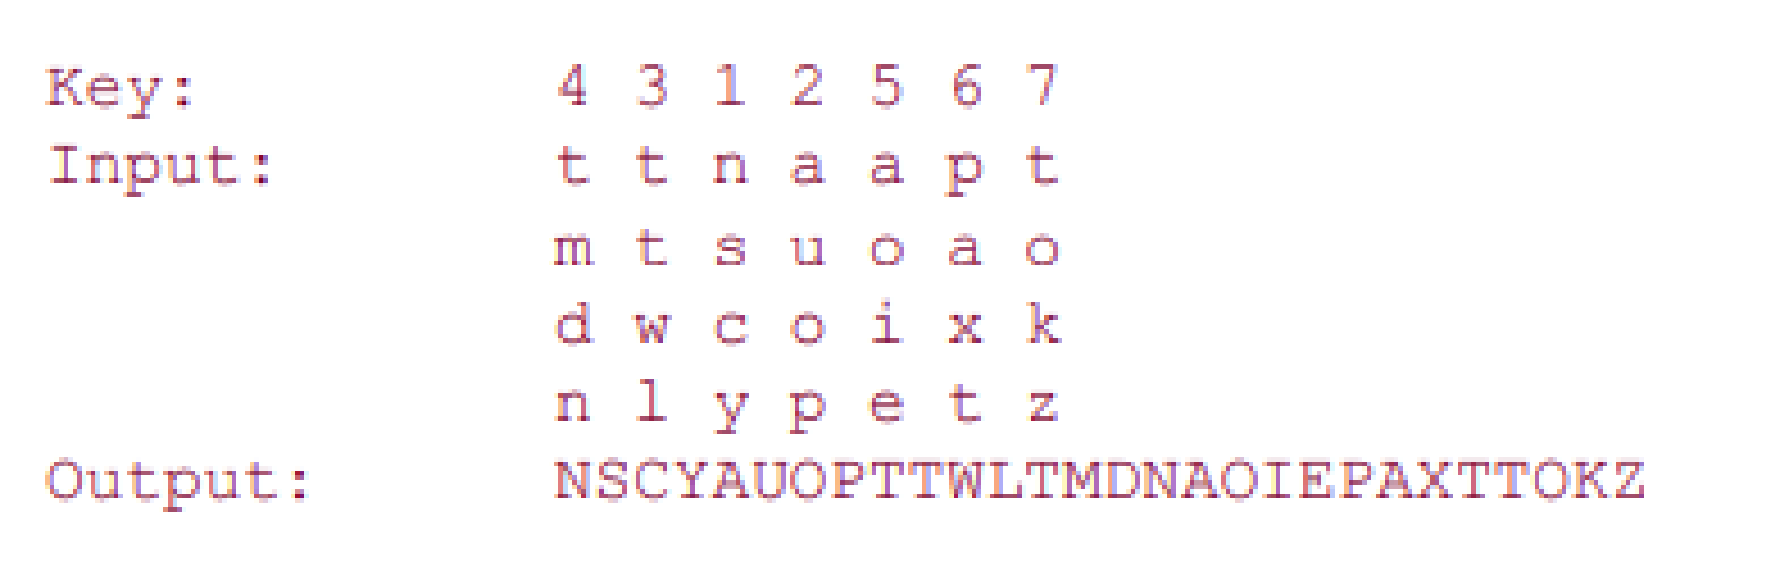 Key: 4 3 1 2 5 6 7
Input: t t n a a p t
m t s u o a o
d w c o i x k
n l y p e t z
Output: NSCYAUOPTTWLTMDNAOIEPAXTTOKZ